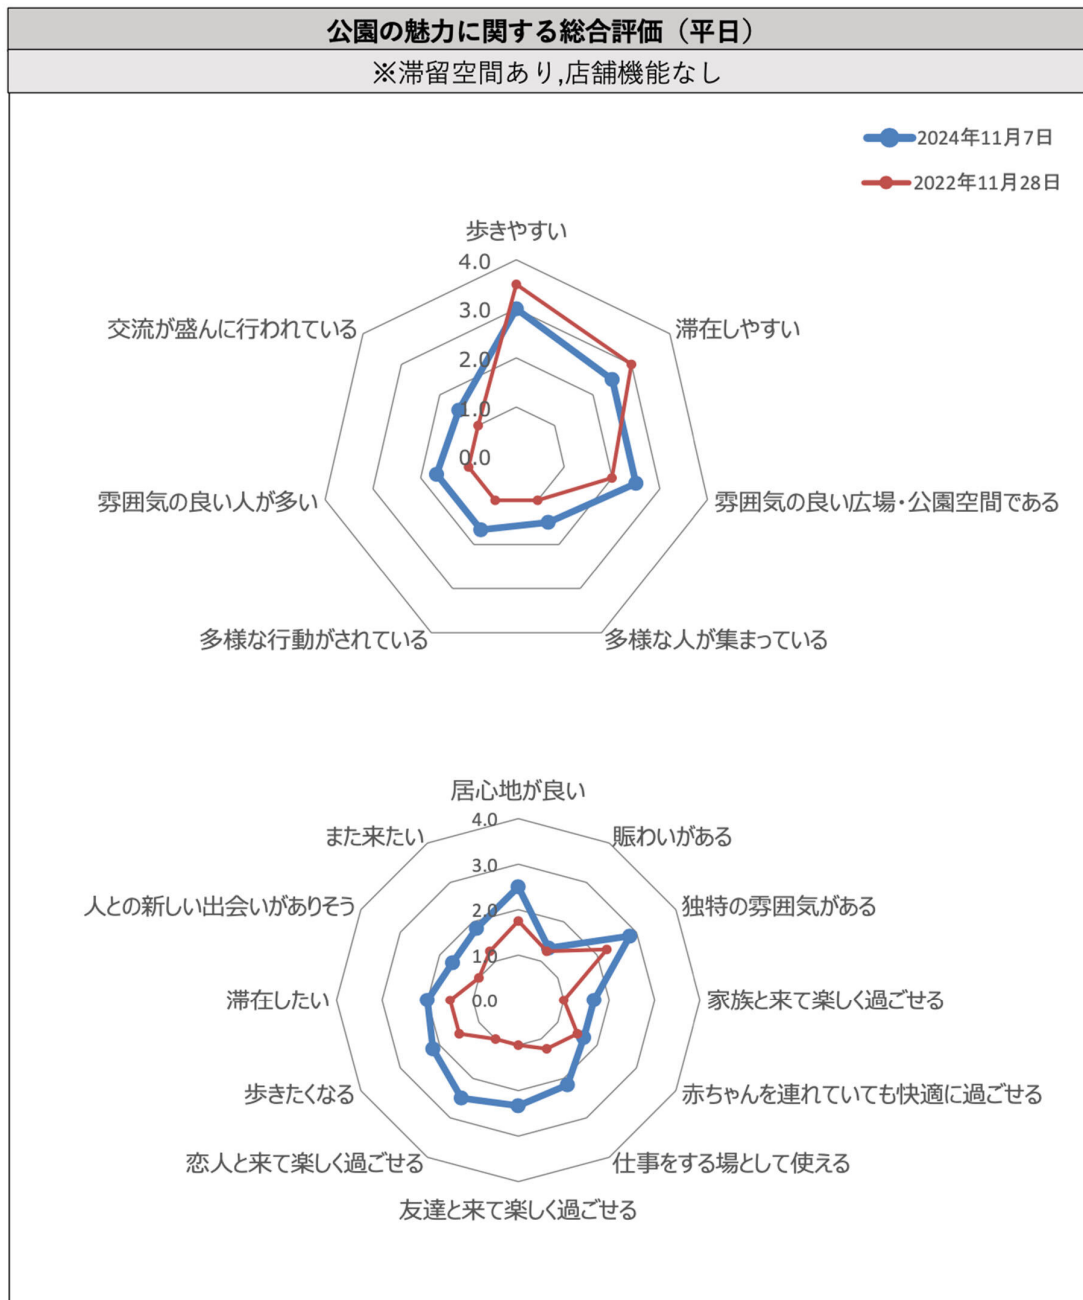 公園の魅力に関する総合評価（平日）
※滞留空間あり,店舗機能なし
2024年11月7日
2022年11月28日
歩きやすい
4.0
3.0
2.0
1.0
0.0
滞在しやすい
雰囲気の良い広場・公園空間である
多様な人が集まっている
多様な行動がされている
雰囲気の良い人が多い
交流が盛んに行われている
居心地が良い
4.0
3.0
2.0
1.0
0.0
賑わいがある
独特の雰囲気がある
家族と来て楽しく過ごせる
赤ちゃんを連れていても快適に過ごせる
仕事をする場として使える
友達と来て楽しく過ごせる
恋人と来て楽しく過ごせる
歩きたくなる
滞在したい
人との新しい出会いがありそう
また来たい